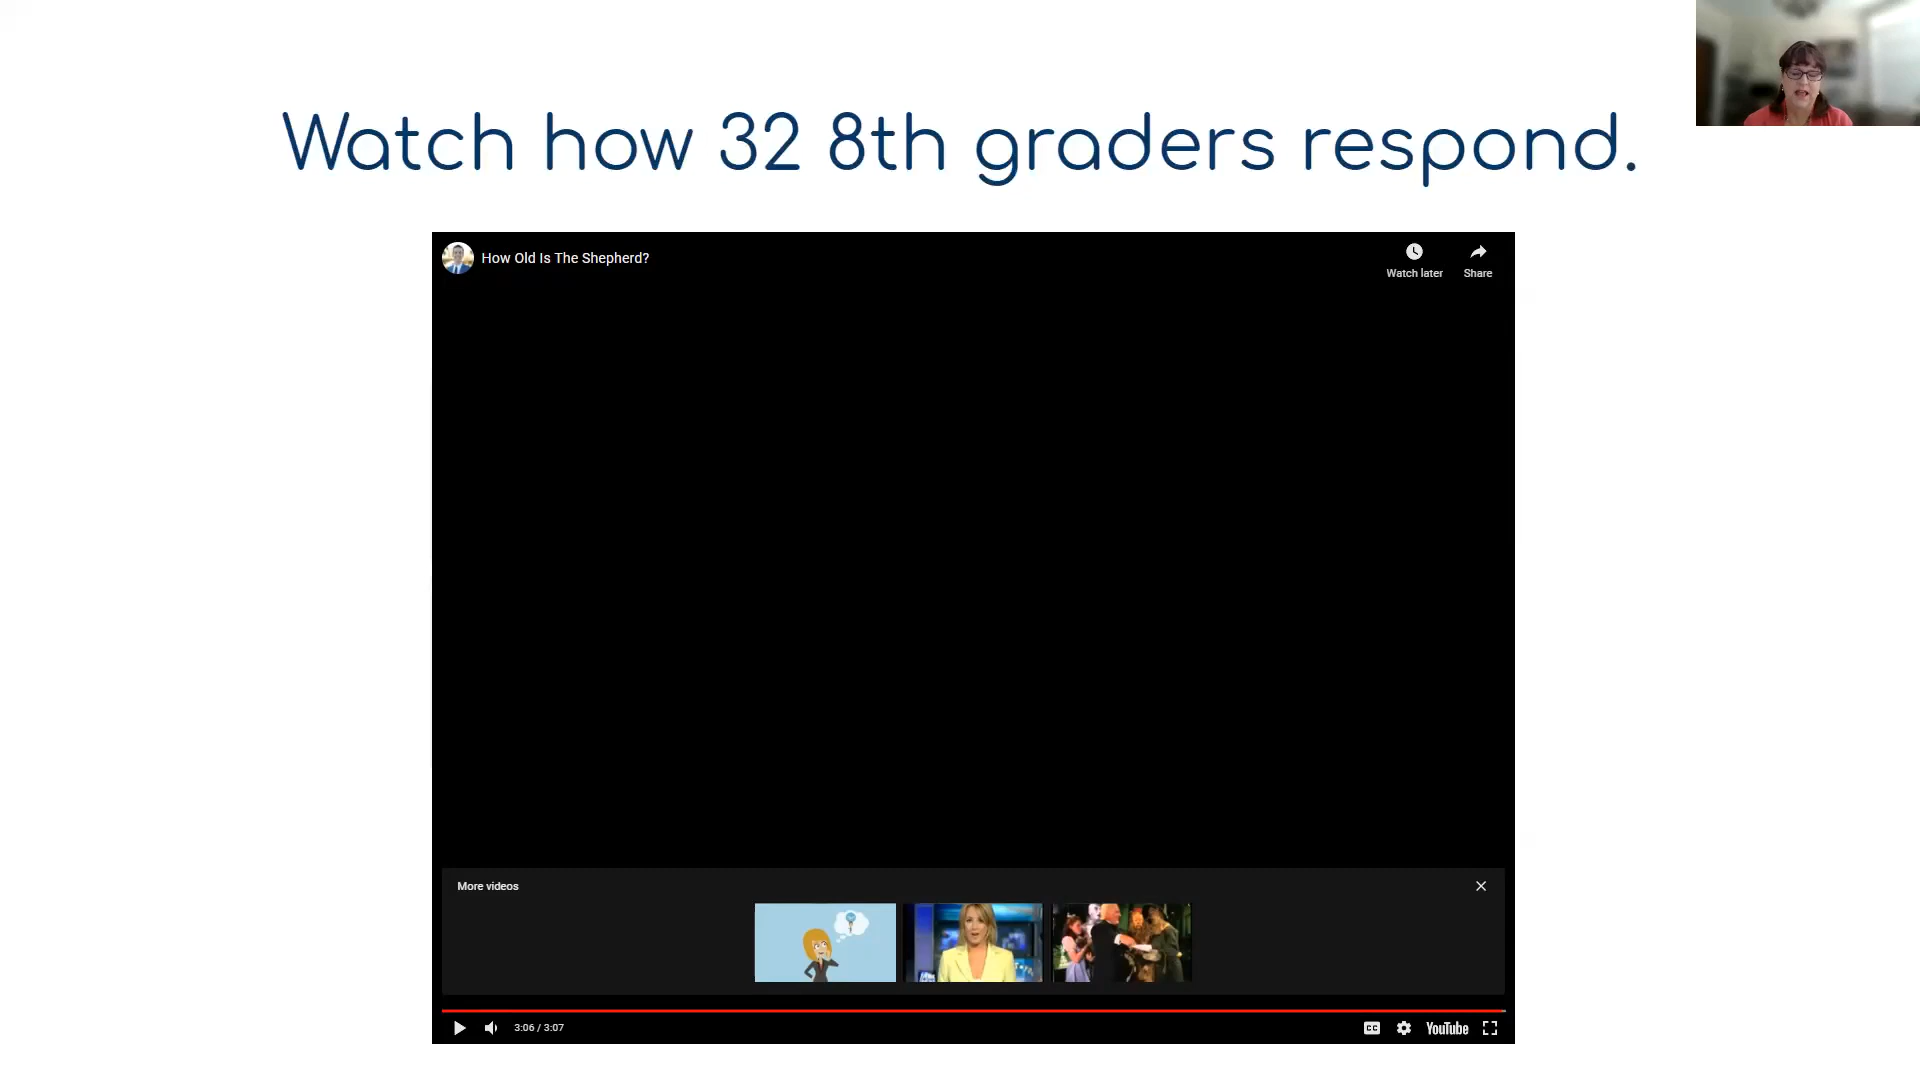 Watch how 32 8th graders respond.
How Old Is The Shepherd?
Watch later
Share
More videos
3:06 / 3:07
CC
YouTube